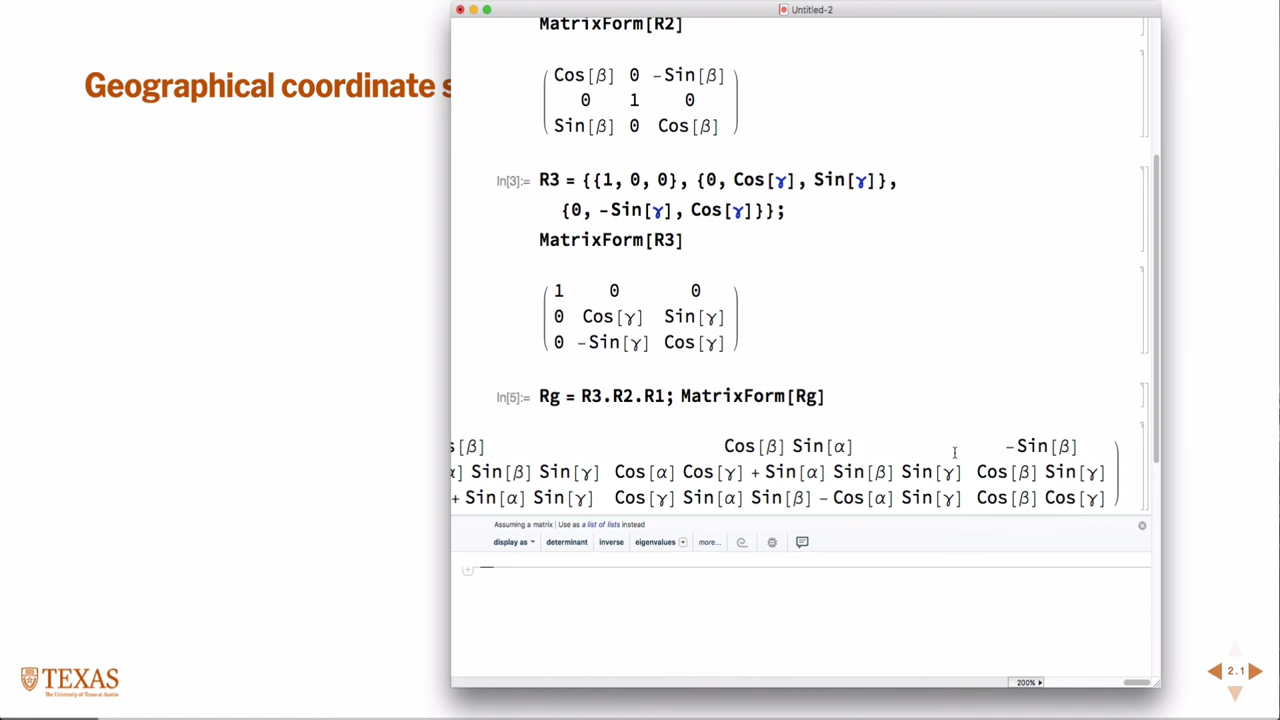 Untitled-2
MatrixForm[R2]
Geographical coordinate s
Cos[β] 0 -Sin[β]
0 1 0
Sin[β] 0 Cos[β]
In[3]:= R3 = {{1, 0, 0}, {0, Cos[γ], Sin[γ]},
{0, -Sin[γ], Cos[γ]}};
MatrixForm[R3]
1 0 0
0 Cos[γ] Sin[γ]
0 -Sin[γ] Cos[γ]
In[5]:= Rg = R3.R2.R1; MatrixForm[Rg]
s[β] Cos[β] Sin[α] -Sin[β]
α] Sin[β] Sin[γ] Cos[α] Cos[γ] + Sin[α] Sin[β] Sin[γ] Cos[β] Sin[γ]
+ Sin[α] Sin[γ] Cos[γ] Sin[α] Sin[β] - Cos[α] Sin[γ] Cos[β] Cos[γ]
Assuming a matrix | Use as a list of lists instead
display as determinant inverse eigenvalues more...
200%
TEXAS
The University of Texas at Austin
2.1